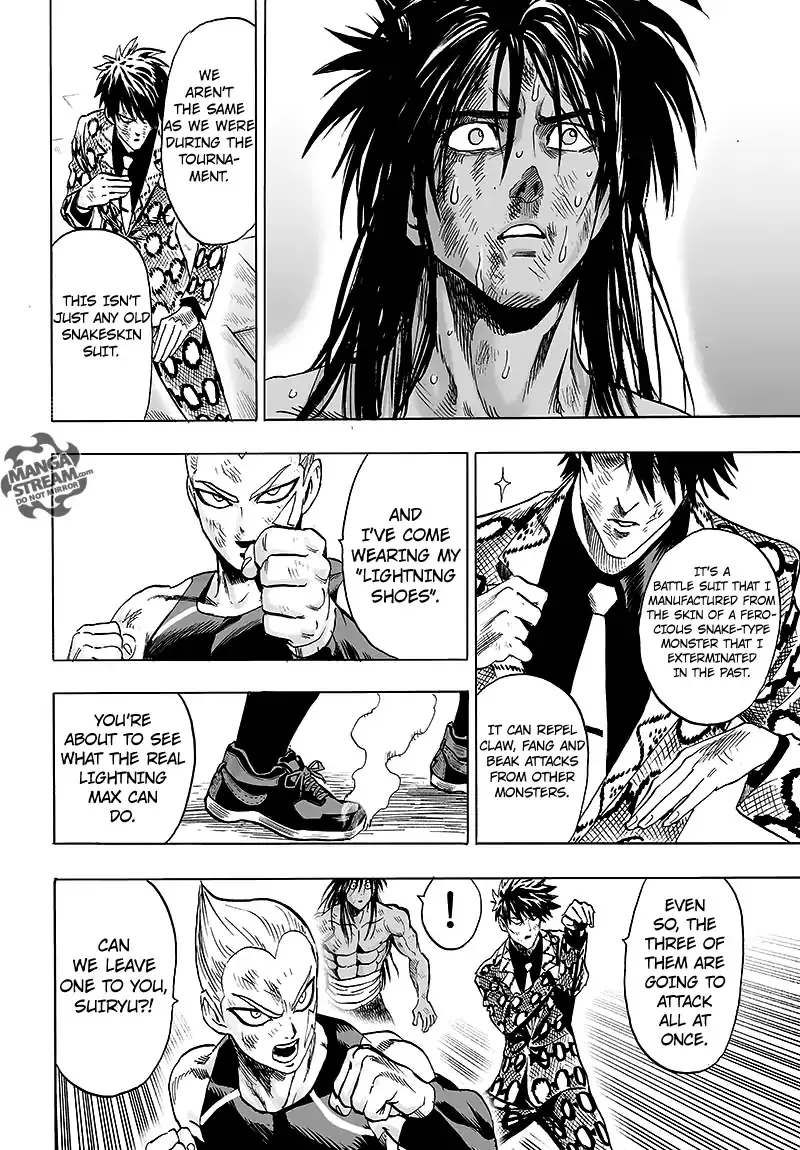 WE
AREN'T
THE SAME
AS WE WERE
DURING THE
TOURNA-
MENT.
THIS ISN'T
JUST ANY OLD
SNAKESKIN
SUIT.
IT'S A
BATTLE SUIT THAT I
MANUFACTURED FROM
THE SKIN OF A FERO-
CIOUS SNAKE-TYPE
MONSTER THAT I
EXTERMINATED
IN THE PAST.
IT CAN REPEL
CLAW, FANG AND
BEAK ATTACKS
FROM OTHER
MONSTERS.
AND
I'VE COME
WEARING MY
"LIGHTNING
SHOES".
YOU'RE
ABOUT TO SEE
WHAT THE REAL
LIGHTNING
MAX CAN
DO.
EVEN
SO, THE
THREE OF
THEM ARE
GOING TO
ATTACK
ALL AT
ONCE.
!
CAN
WE LEAVE
ONE TO YOU,
SUIRYU?!
MANGA
STREAM.com
DO NOT MIRROR!